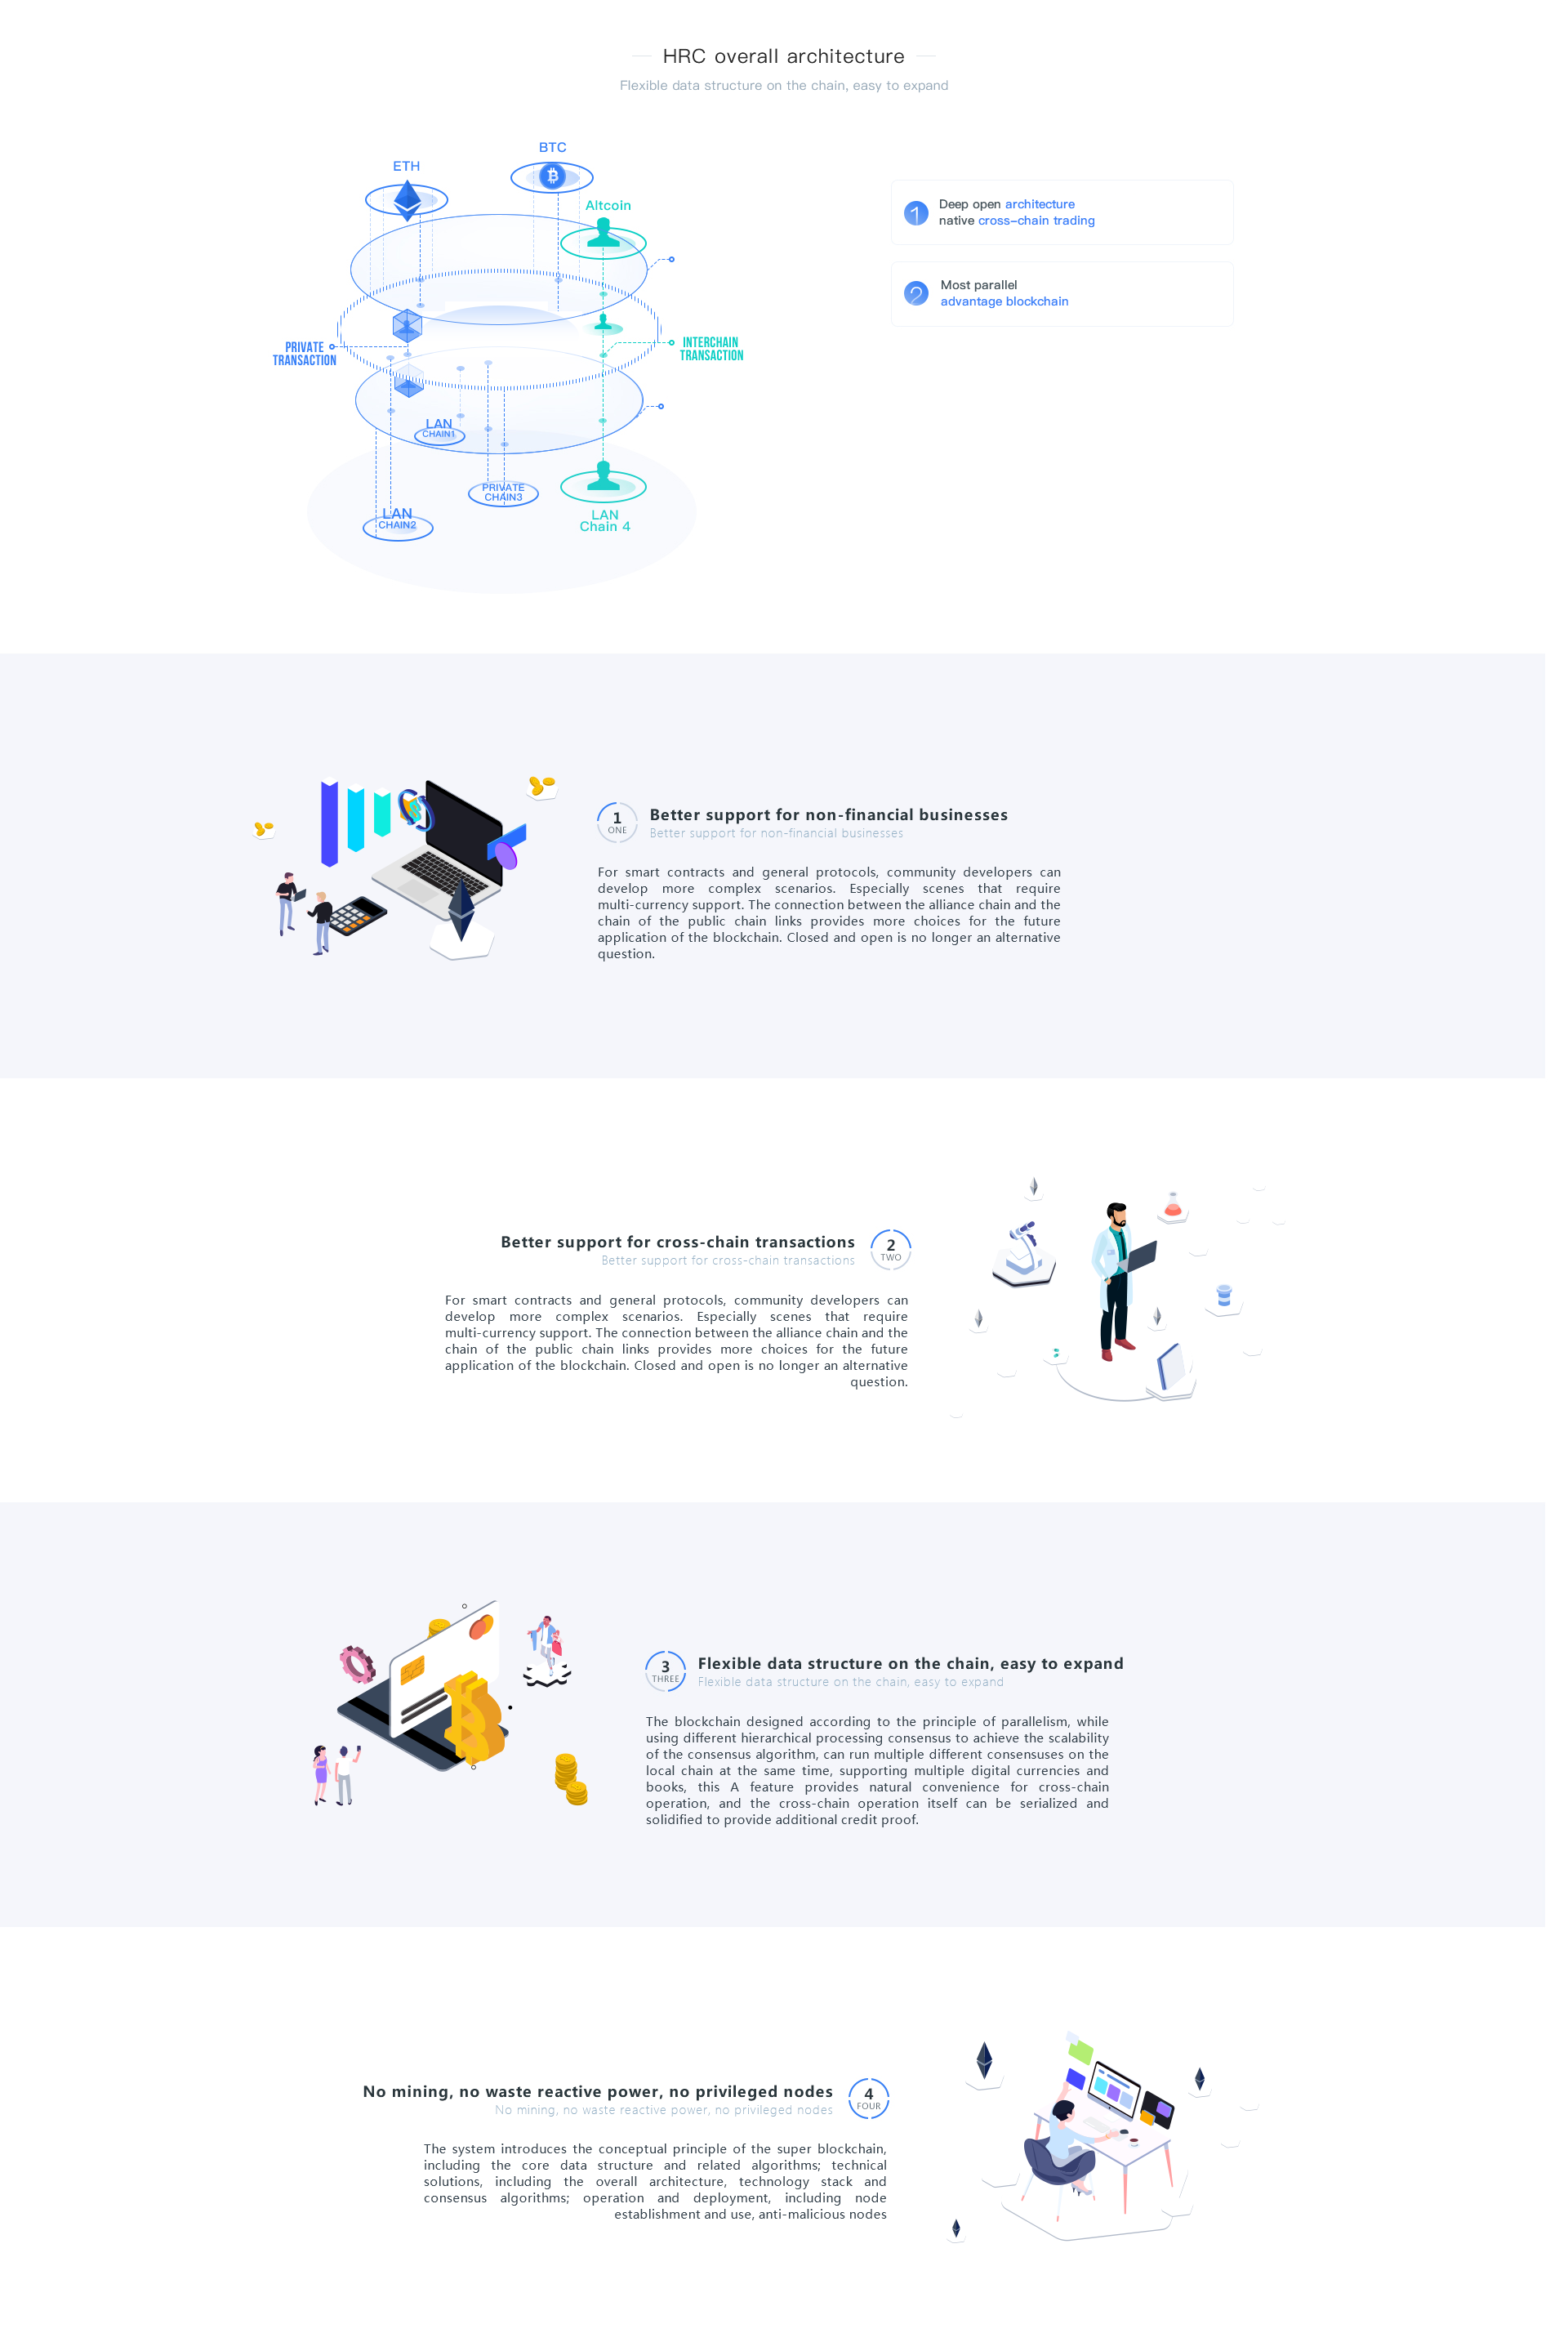 HRC overall architecture
Flexible data structure on the chain, easy to expand
BTC
ETH
Altcoin
PRIVATE
TRANSACTION
INTERCHAIN
TRANSACTION
LAN
CHAIN1
PRIVATE
CHAIN3
LAN
CHAIN2
LAN
Chain 4
1
Deep open architecture
native cross-chain trading
2
Most parallel
advantage blockchain
1
ONE
Better support for non-financial businesses
Better support for non-financial businesses
For smart contracts and general protocols, community developers can
develop more complex scenarios. Especially scenes that require
multi-currency support. The connection between the alliance chain and the
chain of the public chain links provides more choices for the future
application of the blockchain. Closed and open is no longer an alternative
question.
Better support for cross-chain transactions
Better support for cross-chain transactions
2
TWO
For smart contracts and general protocols, community developers can
develop more complex scenarios. Especially scenes that require
multi-currency support. The connection between the alliance chain and the
chain of the public chain links provides more choices for the future
application of the blockchain. Closed and open is no longer an alternative
question.
3
THREE
Flexible data structure on the chain, easy to expand
Flexible data structure on the chain, easy to expand
The blockchain designed according to the principle of parallelism, while
using different hierarchical processing consensus to achieve the scalability
of the consensus algorithm, can run multiple different consensuses on the
local chain at the same time, supporting multiple digital currencies and
books, this A feature provides natural convenience for cross-chain
operation, and the cross-chain operation itself can be serialized and
solidified to provide additional credit proof.
No mining, no waste reactive power, no privileged nodes
No mining, no waste reactive power, no privileged nodes
4
FOUR
The system introduces the conceptual principle of the super blockchain,
including the core data structure and related algorithms; technical
solutions, including the overall architecture, technology stack and
consensus algorithms; operation and deployment, including node
establishment and use, anti-malicious nodes